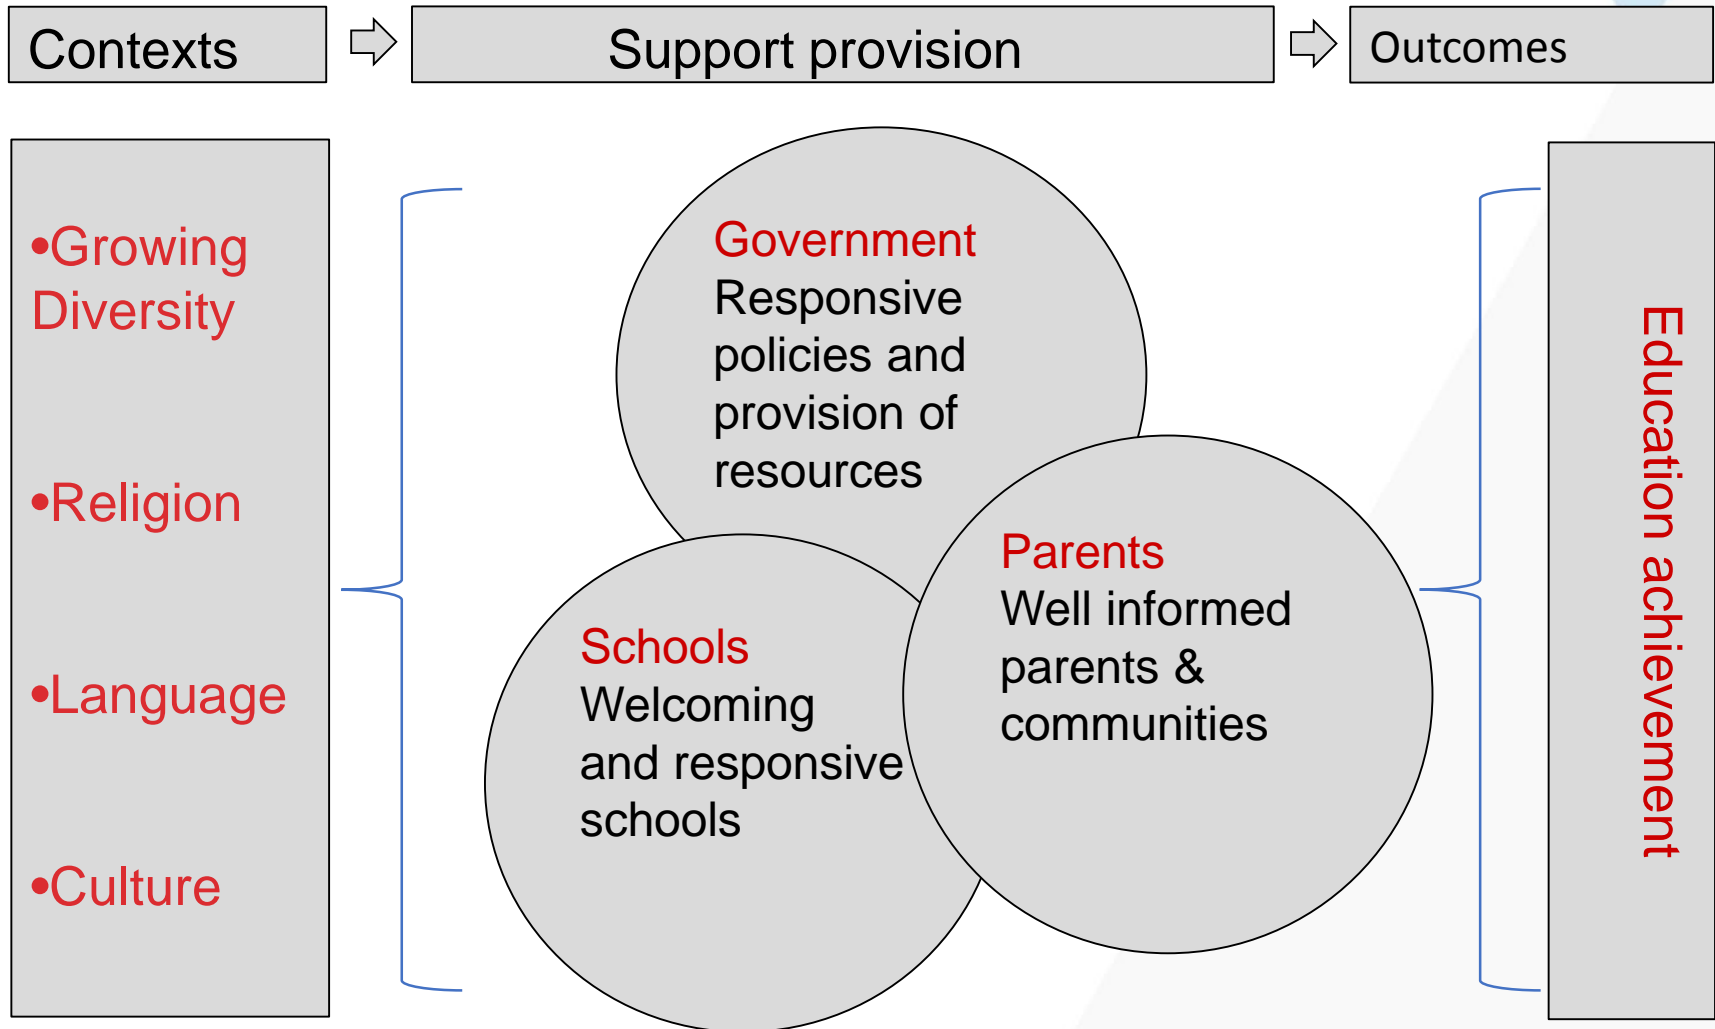 Contexts
Support provision
Outcomes
•Growing
Diversity
•Religion
•Language
•Culture
Government
Responsive
policies and
provision of
resources
Schools
Welcoming
and responsive
schools
Parents
Well informed
parents &
communities
Education achievement